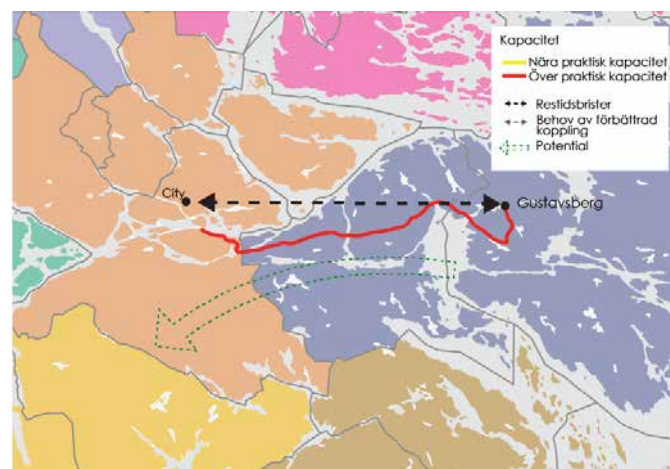 Kapacitet
Nära praktisk kapacitet
Över praktisk kapacitet
Restidsbrister
Behov av förbättrad
koppling
Potential
City
Gustavsberg